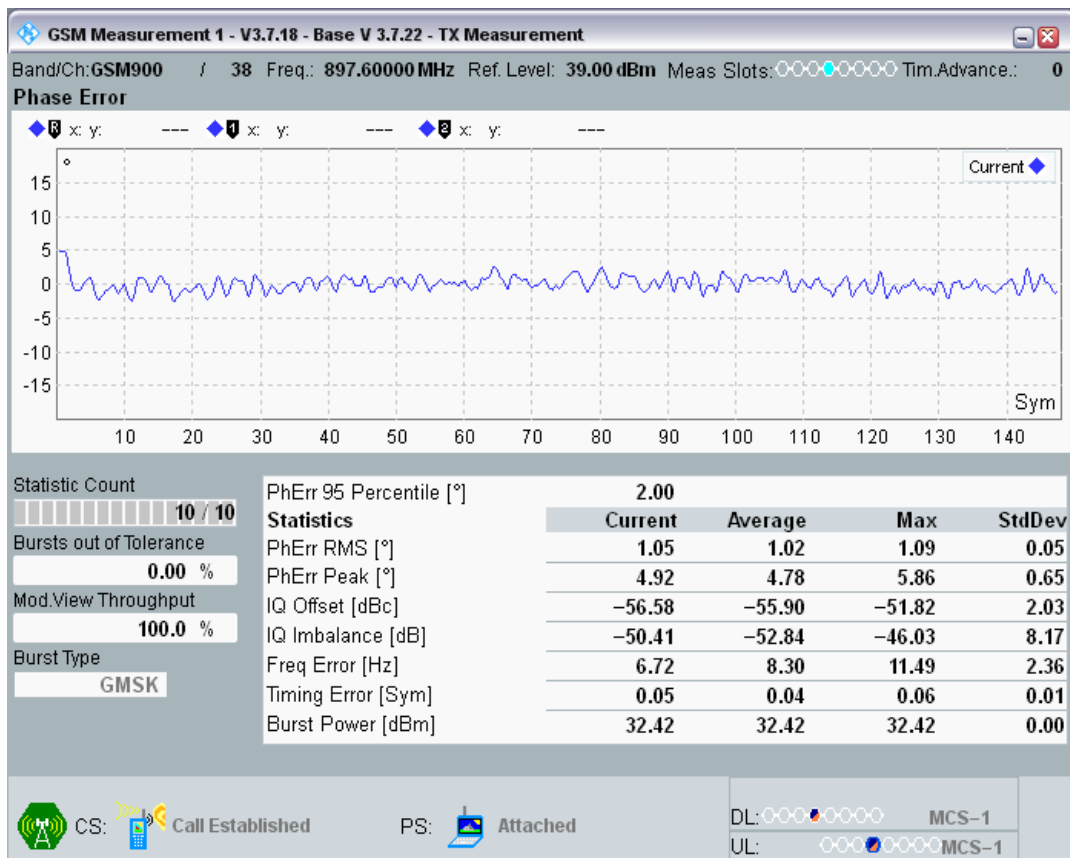 GSM Measurement 1 - V3.7.18 - Base V 3.7.22 - TX Measurement
Band/Ch:GSM900 / 38 Freq.: 897.60000 MHz Ref. Level: 39.00 dBm Meas Slots: Tim.Advance.: 0
Phase Error
R x: y: --- 1 x: y: --- 2 x: y: ---
°
Current
15
10
5
0
-5
-10
-15
Sym
10 20 30 40 50 60 70 80 90 100 110 120 130 140
Statistic Count
10 / 10
Bursts out of Tolerance
0.00 %
Mod.View Throughput
100.0 %
Burst Type
GMSK
PhErr 95 Percentile [°] 2.00
Statistics Current Average Max StdDev
PhErr RMS [°] 1.05 1.02 1.09 0.05
PhErr Peak [°] 4.92 4.78 5.86 0.65
IQ Offset [dBc] −56.58 −55.90 −51.82 2.03
IQ Imbalance [dB] −50.41 −52.84 −46.03 8.17
Freq Error [Hz] 6.72 8.30 11.49 2.36
Timing Error [Sym] 0.05 0.04 0.06 0.01
Burst Power [dBm] 32.42 32.42 32.42 0.00
CS: Call Established PS: Attached
DL: MCS−1
UL: MCS−1